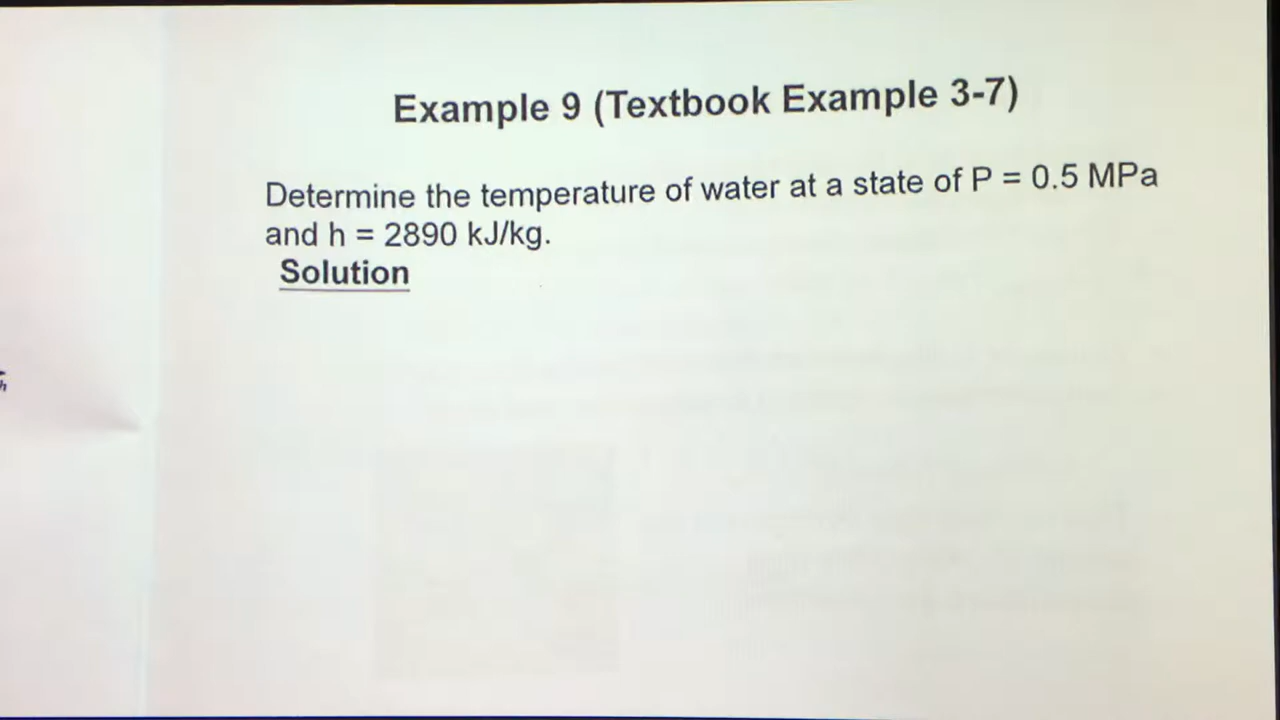 Example 9 (Textbook Example 3-7)
Determine the temperature of water at a state of P = 0.5 MPa
and h = 2890 kJ/kg.
Solution
h